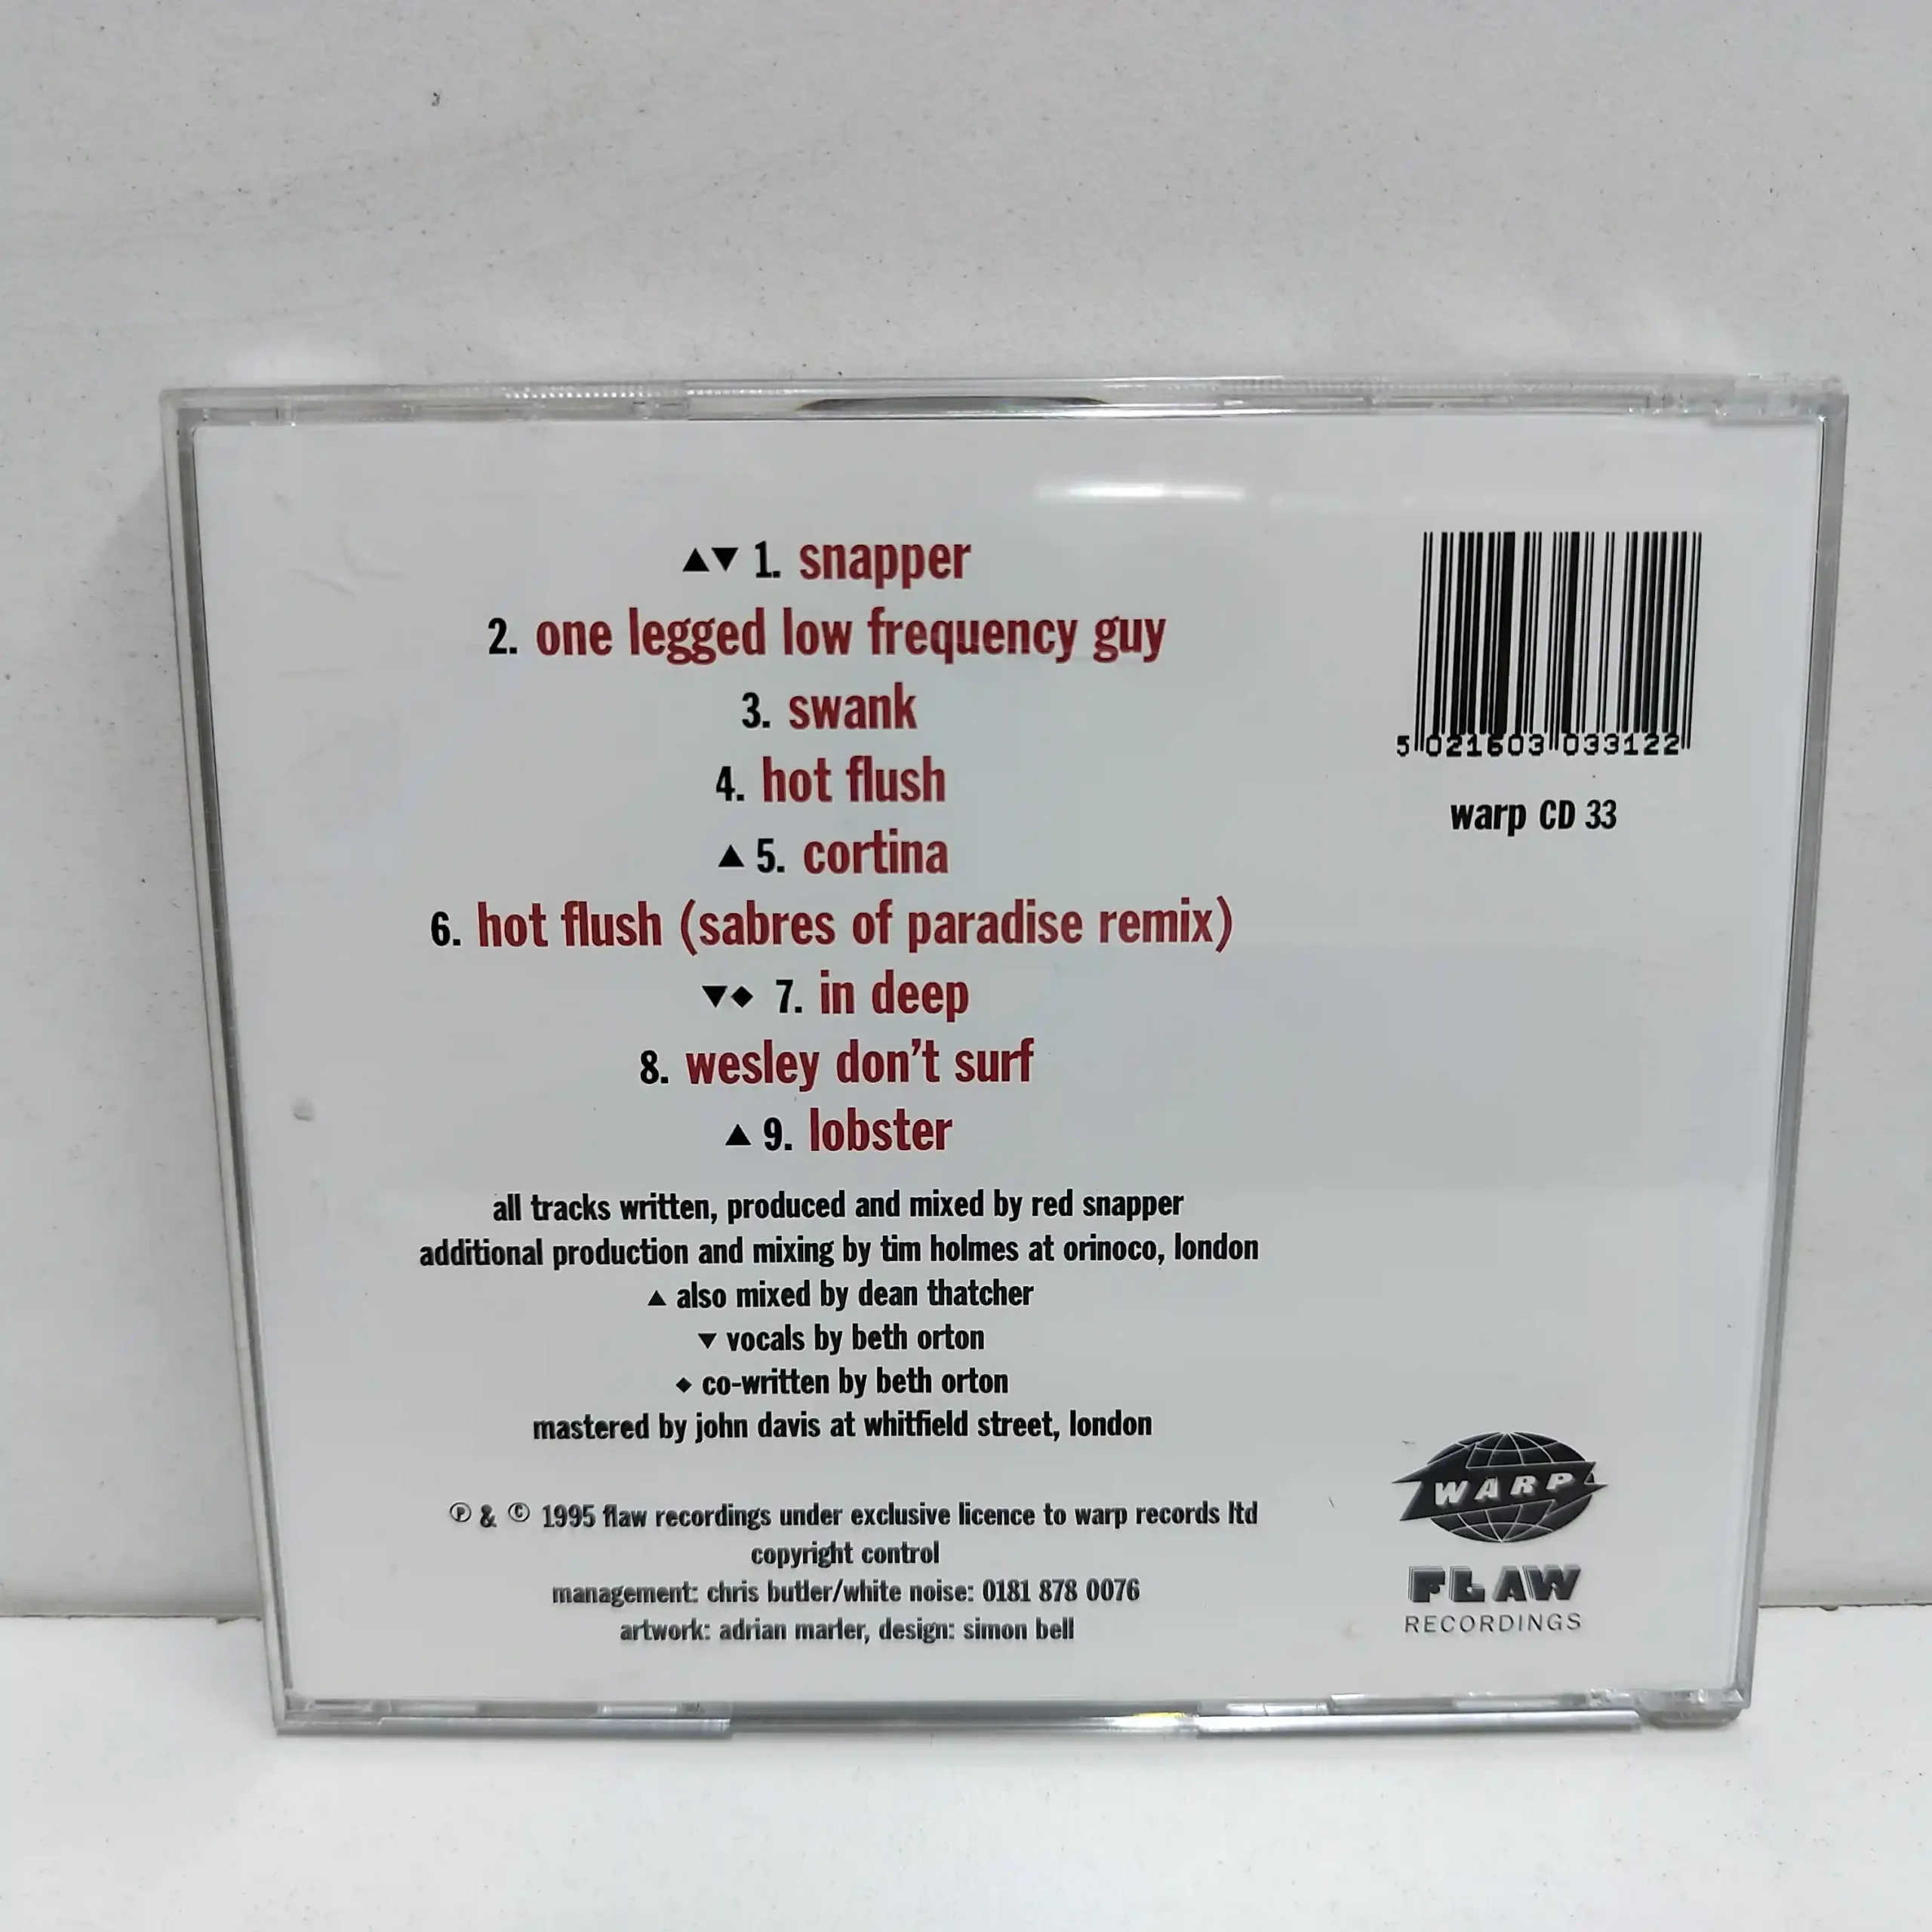 ▲▼ 1. snapper
2. one legged low frequency guy
3. swank
4. hot flush
▲ 5. cortina
6. hot flush (sabres of paradise remix)
▼◆ 7. in deep
8. wesley don't surf
▲ 9. lobster
all tracks written, produced and mixed by red snapper
additional production and mixing by tim holmes at orinoco, london
▲ also mixed by dean thatcher
▼ vocals by beth orton
◆ co-written by beth orton
mastered by john davis at whitfield street, london
℗ & © 1995 flaw recordings under exclusive licence to warp records ltd
copyright control
management: chris butler/white noise: 0181 878 0076
artwork: adrian marler, design: simon bell
5 021603 033122
warp CD 33
WARP
FLAW
RECORDINGS